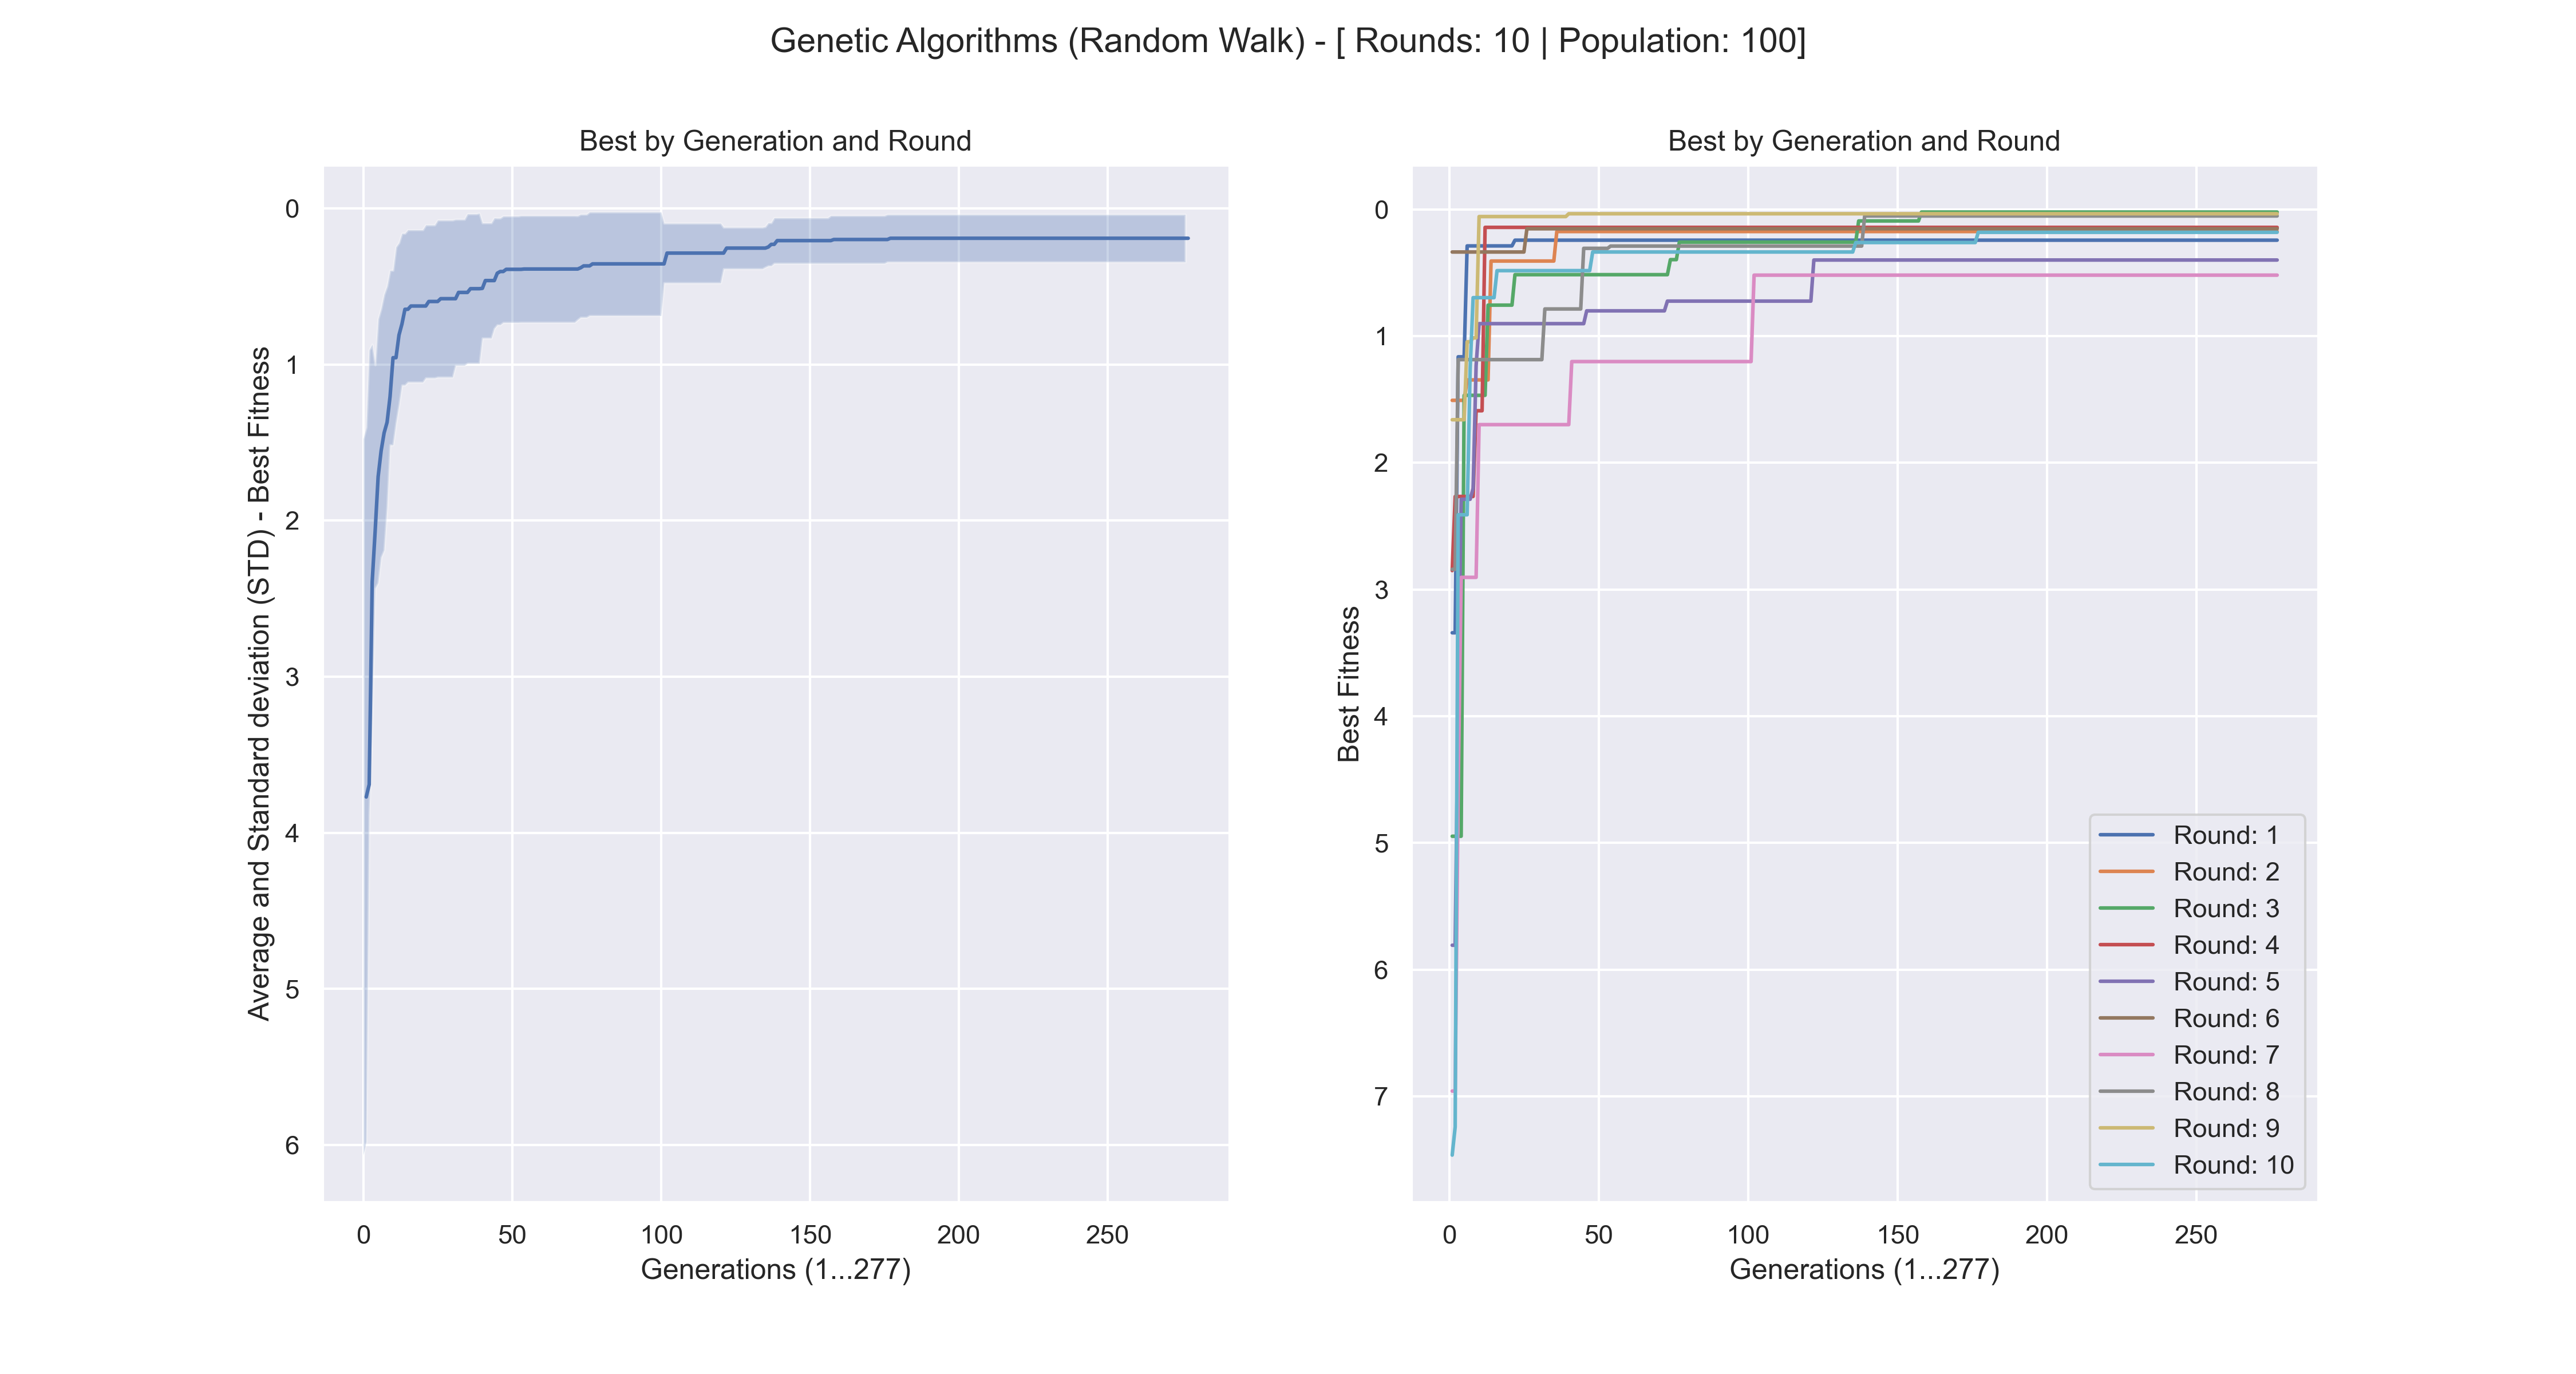 Genetic Algorithms (Random Walk) - [ Rounds: 10 | Population: 100]
Best by Generation and Round
Average and Standard deviation (STD) - Best Fitness
0
1
2
3
4
5
6
0
50
100
150
200
250
Generations (1...277)
Best by Generation and Round
Best Fitness
0
1
2
3
4
5
6
7
Round: 1
Round: 2
Round: 3
Round: 4
Round: 5
Round: 6
Round: 7
Round: 8
Round: 9
Round: 10
0
50
100
150
200
250
Generations (1...277)